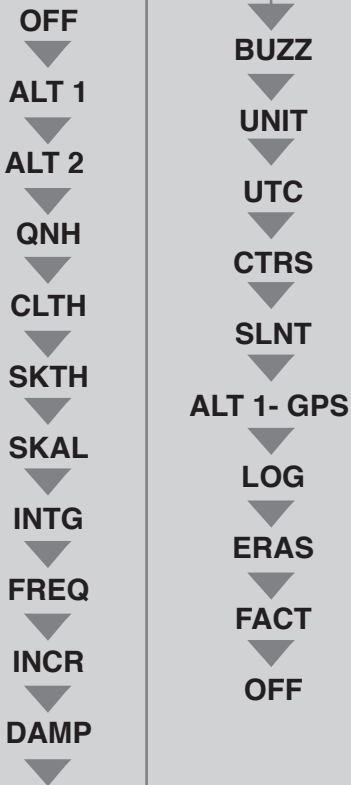 OFF
ALT 1
ALT 2
QNH
CLTH
SKTH
SKAL
INTG
FREQ
INCR
DAMP
BUZZ
UNIT
UTC
CTRS
SLNT
ALT 1- GPS
LOG
ERAS
FACT
OFF